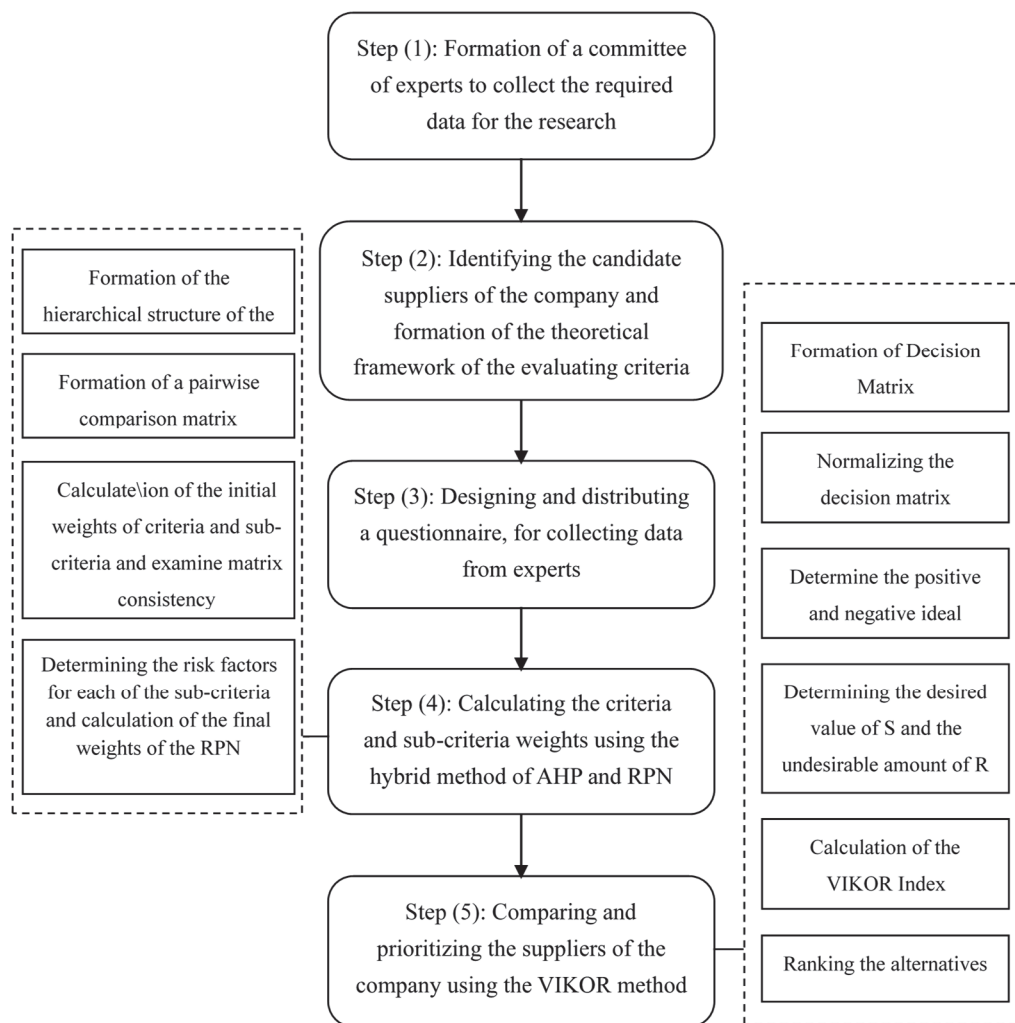 Step (1): Formation of a committee
of experts to collect the required
data for the research
Step (2): Identifying the candidate
suppliers of the company and
formation of the theoretical
framework of the evaluating criteria
Step (3): Designing and distributing
a questionnaire, for collecting data
from experts
Step (4): Calculating the criteria
and sub-criteria weights using the
hybrid method of AHP and RPN
Step (5): Comparing and
prioritizing the suppliers of the
company using the VIKOR method
Formation of the
hierarchical structure of the
Formation of a pairwise
comparison matrix
Calculate\ion of the initial
weights of criteria and sub-
criteria and examine matrix
consistency
Determining the risk factors
for each of the sub-criteria
and calculation of the final
weights of the RPN
Formation of Decision
Matrix
Normalizing the
decision matrix
Determine the positive
and negative ideal
Determining the desired
value of S and the
undesirable amount of R
Calculation of the
VIKOR Index
Ranking the alternatives